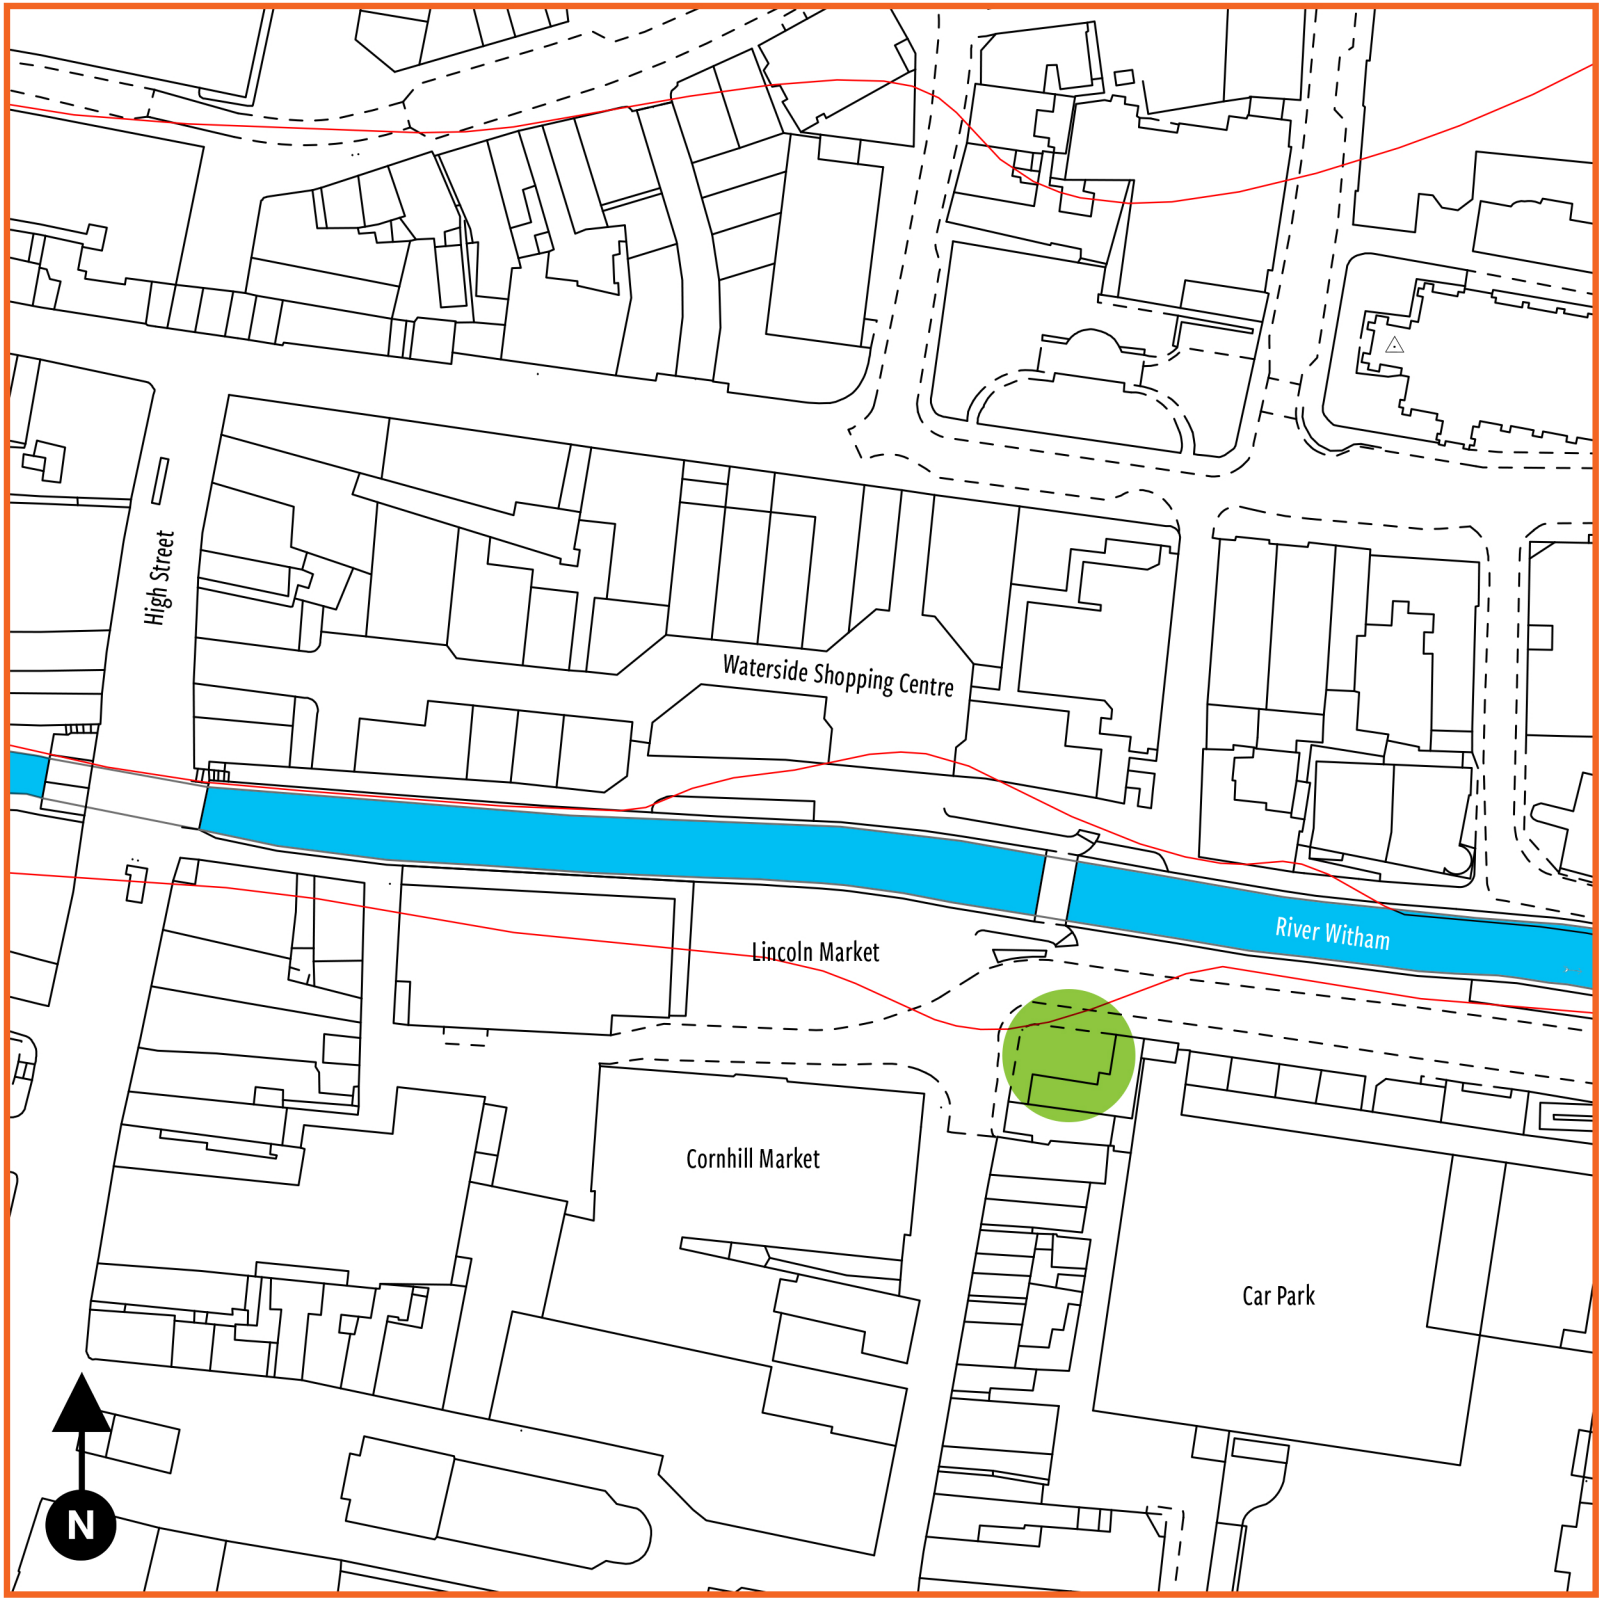 High Street
Waterside Shopping Centre
River Witham
Lincoln Market
Cornhill Market
Car Park
N